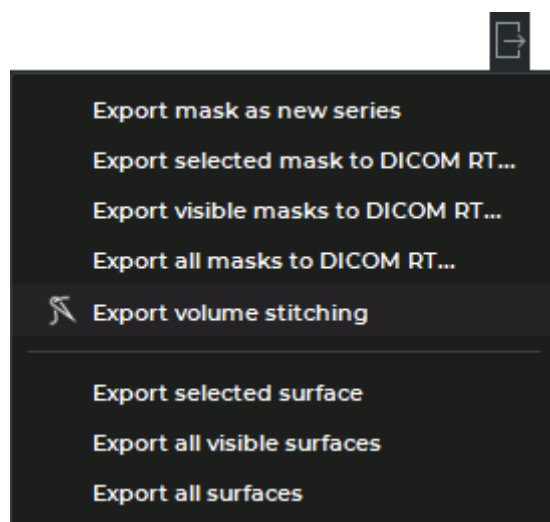 Export mask as new series
Export selected mask to DICOM RT...
Export visible masks to DICOM RT...
Export all masks to DICOM RT...
Export volume stitching
Export selected surface
Export all visible surfaces
Export all surfaces